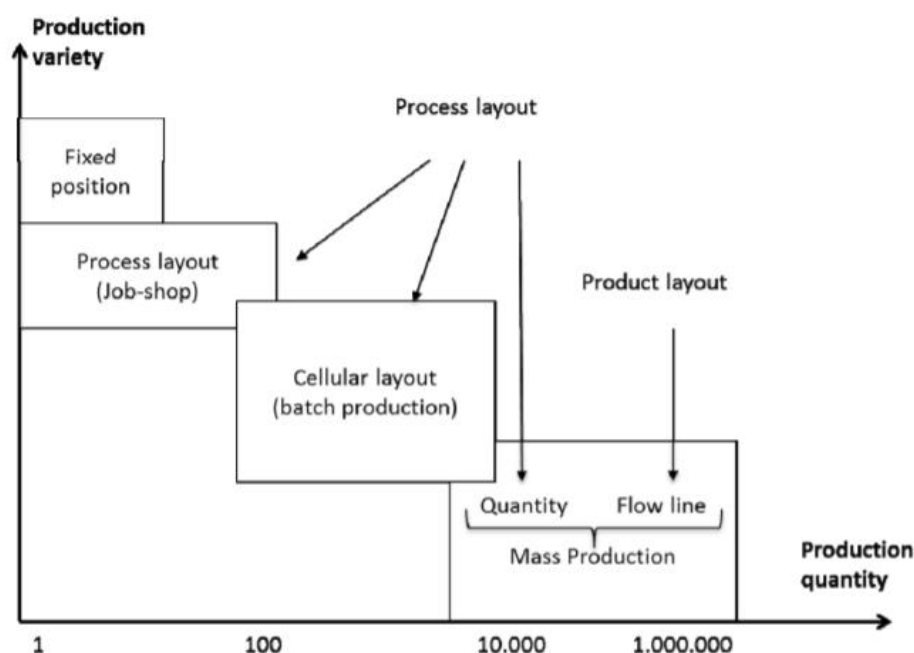 Production
variety
Process layout
Fixed
position
Process layout
(Job-shop)
Product layout
Cellular layout
(batch production)
Quantity
Flow line
Mass Production
Production
quantity
1
100
10.000
1.000.000